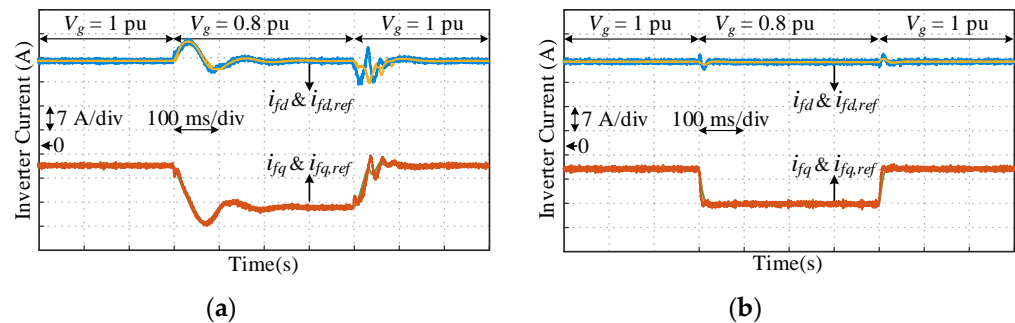 V_g = 1 pu V_g = 0.8 pu V_g = 1 pu
Inverter Current (A)
i_fd & i_fd,ref
7 A/div
100 ms/div
0
i_fq & i_fq,ref
Time(s)
(a)
V_g = 1 pu V_g = 0.8 pu V_g = 1 pu
Inverter Current (A)
i_fd & i_fd,ref
7 A/div
100 ms/div
0
i_fq & i_fq,ref
Time(s)
(b)